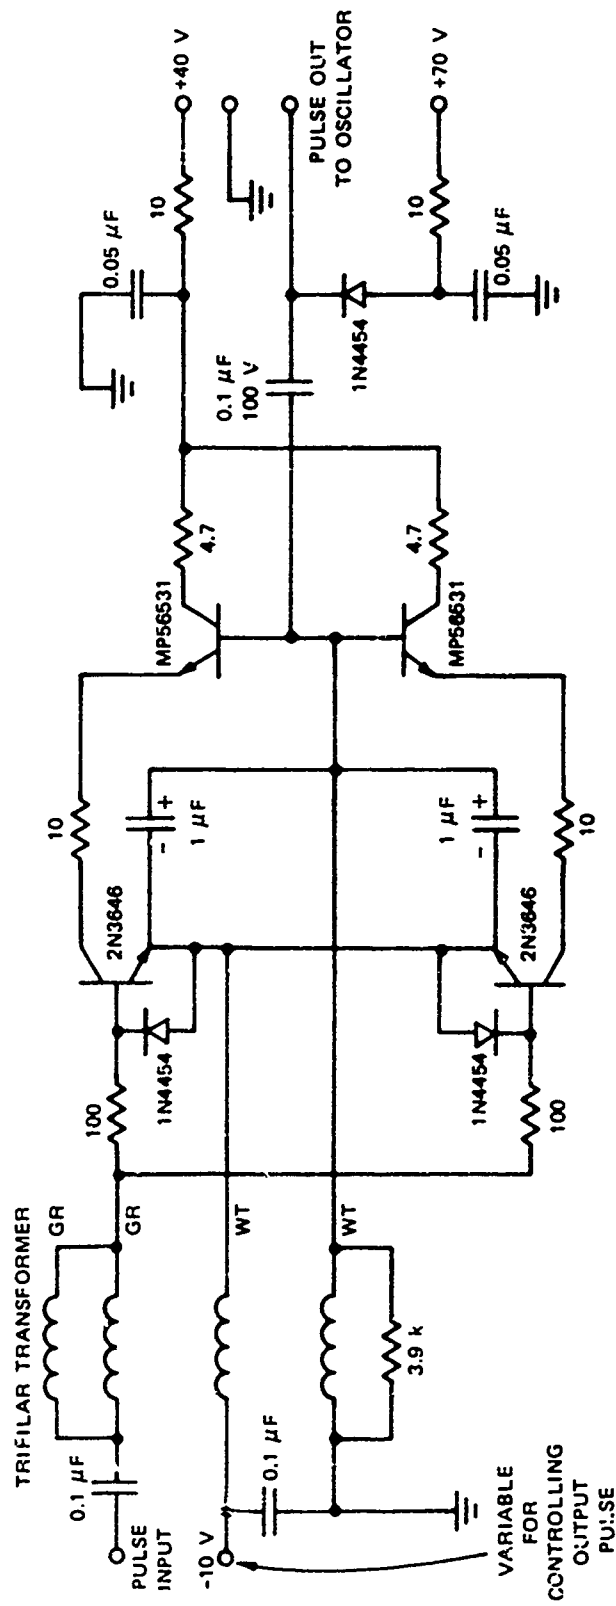 TRIFILAR TRANSFORMER
GR
GR
0.1 μF
PULSE
INPUT
-10 V
0.1 μF
WT
WT
3.9 k
VARIABLE
FOR
CONTROLLING
OUTPUT
PULSE
100
1N4454
2N3646
10
-
+
1 μF
100
1N4454
2N3646
10
-
+
1 μF
MP56531
4.7
MP56531
4.7
0.05 μF
10
+40 V
0.1 μF
100 V
PULSE OUT
TO OSCILLATOR
1N4454
10
+70 V
0.05 μF